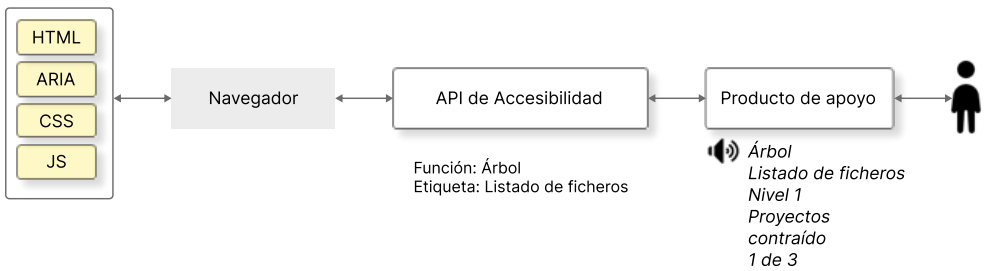 HTML
ARIA
CSS
JS
Navegador
API de Accesibilidad
Producto de apoyo
Función: Árbol
Etiqueta: Listado de ficheros
Árbol
Listado de ficheros
Nivel 1
Proyectos
contraído
1 de 3